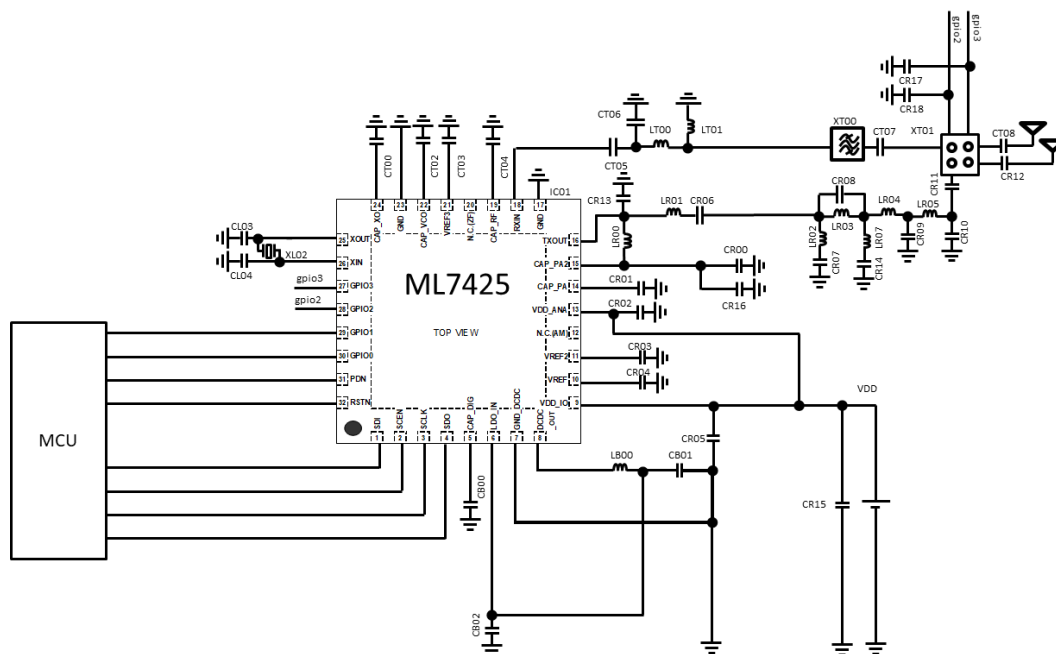 gpio2
gpio3
CR17
CR18
CT06
LT00
LT01
XT00
CT07
XT01
CT08
CR12
CR11
CT05
CT00
CT02
CT03
CT04
IC01
CR13
LR01
CR06
CR08
LR04
LR05
LR00
LR02
LR03
LR07
CR09
CR10
CR07
CR14
24
23
22
21
20
19
18
17
CAP_XO
GND
CAP_VCO
VREF3
N.C.(ZF)
CAP_RF
RXIN
GND
CL03
XL02
CL04
25 XOUT
26 XIN
gpio3
27 GPIO3
gpio2
28 GPIO2
29 GPIO1
30 GPIO0
31 PDN
32 RSTN
ML7425
TOP VIEW
TXOUT 16
CAP_PA2 15
CAP_PA 14
VDD_ANA 13
N.C.(AM) 12
VREF2 11
VREF 10
VDD_IO 9
CR00
CR01
CR16
CR02
CR03
CR04
VDD
SDI
SCEN
SCLK
SDO
CAP_DIG
LDO_IN
GND_DCDC
DCDC
_OUT
1
2
3
4
5
6
7
8
MCU
CR05
LB00
CB01
CB00
CR15
CB02